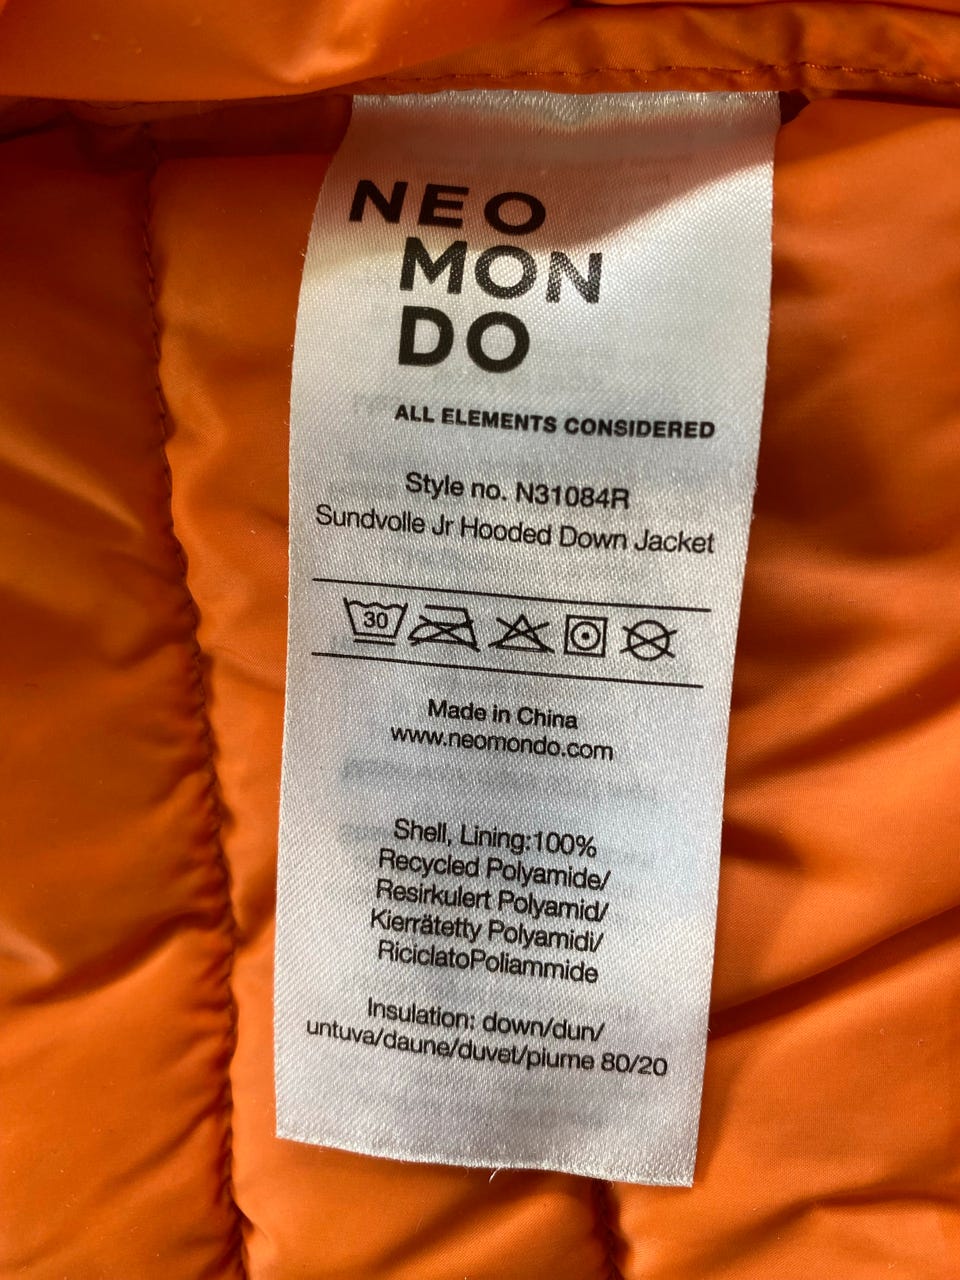 NEO
MON
DO
ALL ELEMENTS CONSIDERED
Style no. N31084R
Sundvolle Jr Hooded Down Jacket
30
Made in China
www.neomondo.com
Shell, Lining:100%
Recycled Polyamide/
Resirkulert Polyamid/
Kierrätetty Polyamidi/
RiciclatoPoliammide
Insulation: down/dun/
untuva/daune/duvet/piume 80/20